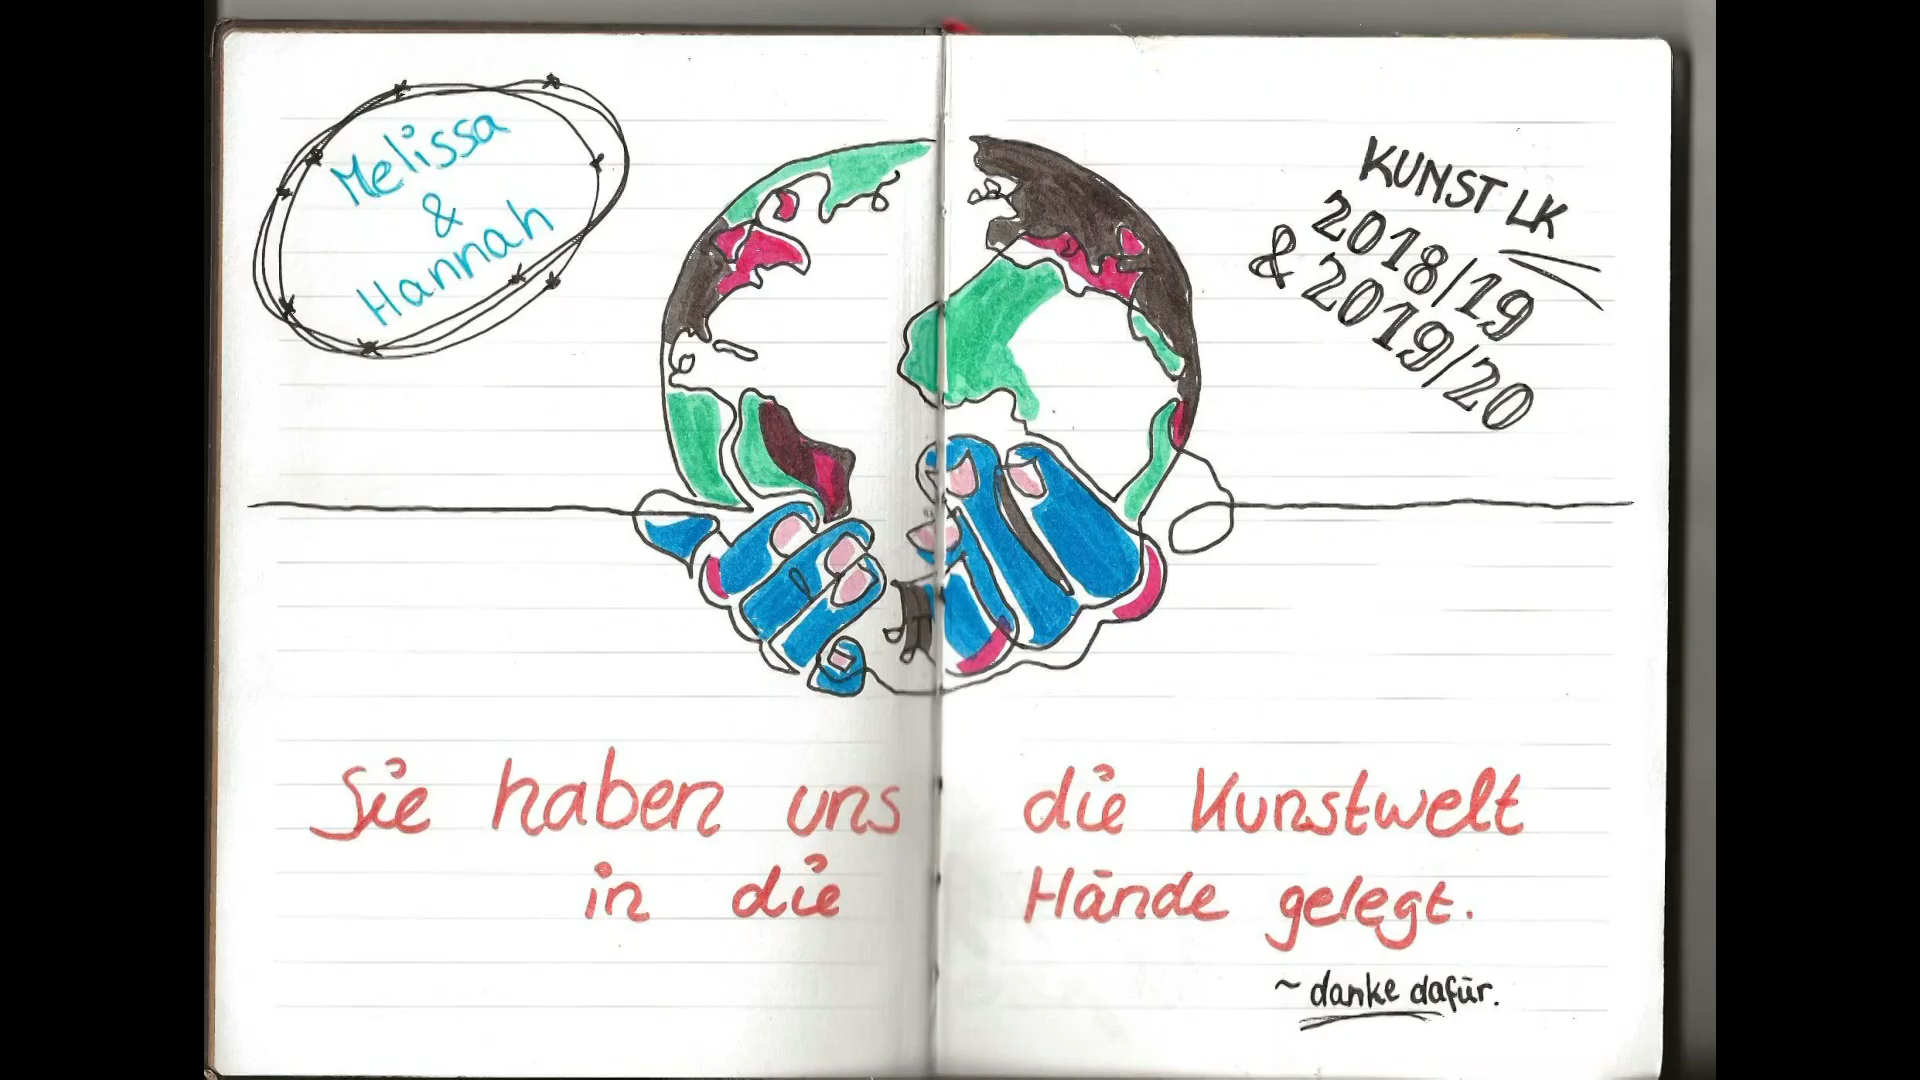 Melissa
&
Hannah
KUNST LK
2018/19
& 2019/20
Sie haben uns die Kunstwelt
in die Hände gelegt.
~ danke dafür.